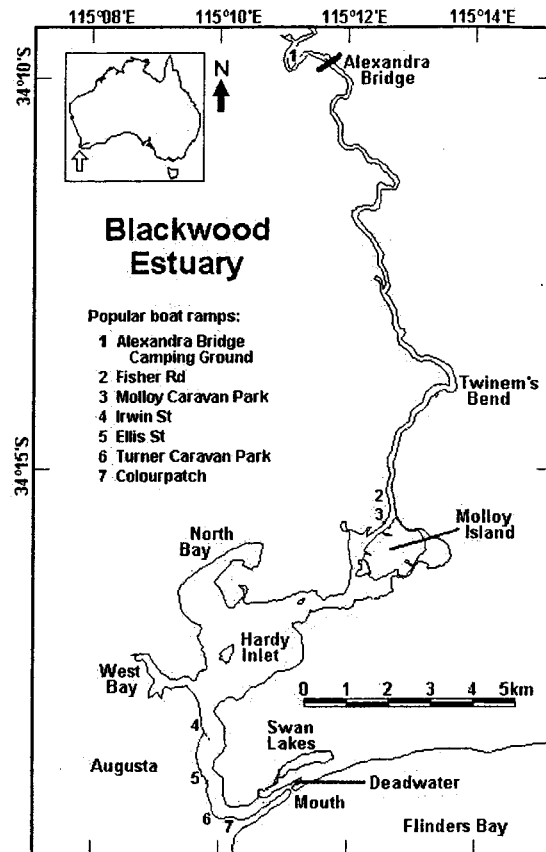 115°08'E
115°10'E
115°12'E
115°14'E
34°10'S
N
1
Alexandra
Bridge
Blackwood
Estuary
Popular boat ramps:
1 Alexandra Bridge
Camping Ground
2 Fisher Rd
3 Molloy Caravan Park
4 Irwin St
5 Ellis St
6 Turner Caravan Park
7 Colourpatch
Twinem's
Bend
34°15'S
2
3
Molloy
Island
North
Bay
Hardy
Inlet
West
Bay
0 1 2 3 4 5km
4
Swan
Lakes
Augusta
5
Deadwater
Mouth
6
7
Flinders Bay